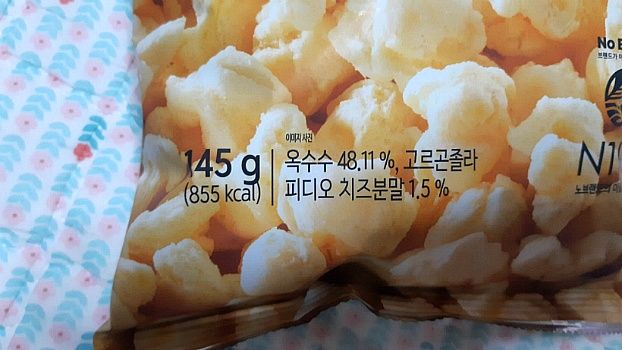 No
이미지 사진
145 g
(855 kcal)
옥수수 48.11 %, 고르곤졸라
피디오 치즈분말 1.5 %